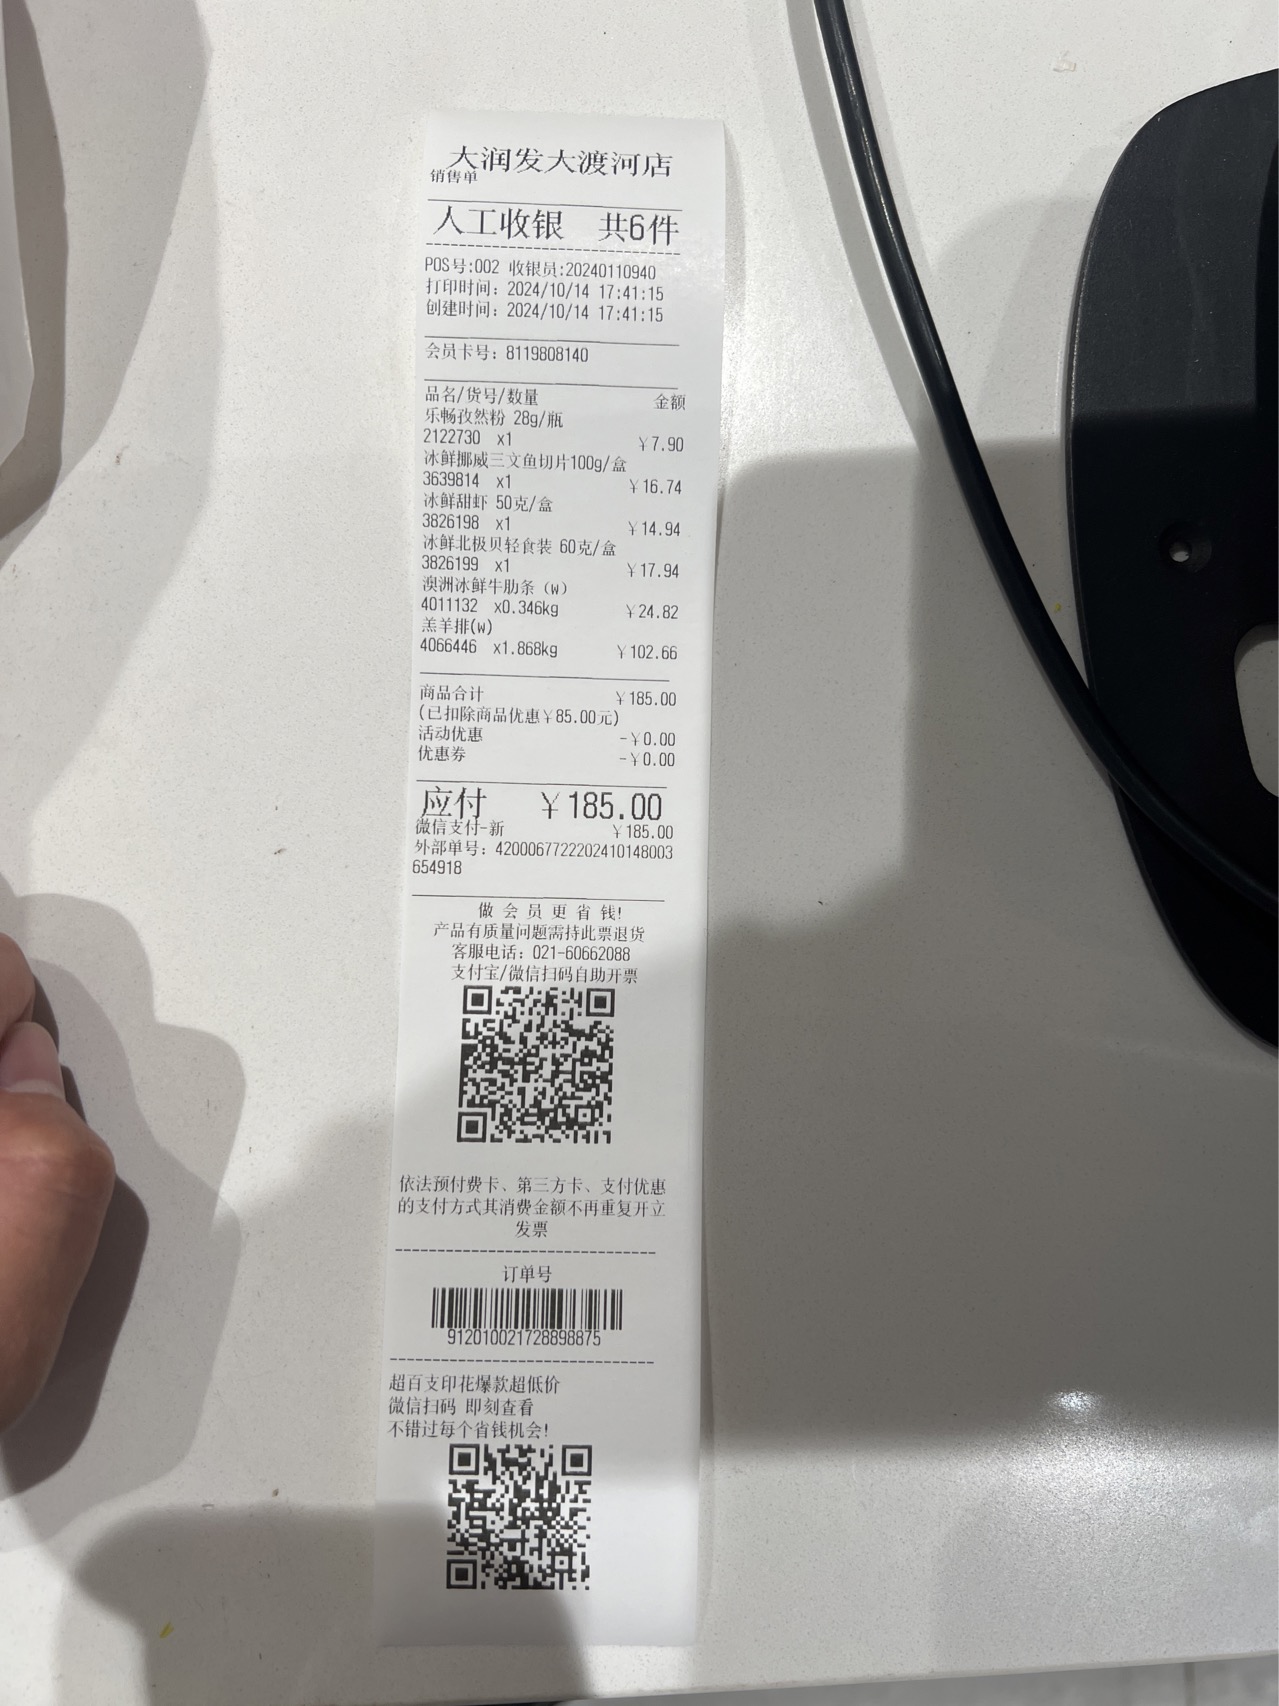 大润发大渡河店
销售单
人工收银 共6件
POS号:002 收银员:20240110940
打印时间: 2024/10/14 17:41:15
创建时间: 2024/10/14 17:41:15
会员卡号: 8119808140
品名/货号/数量 金额
乐畅孜然粉 28g/瓶
2122730 x1 ￥7.90
冰鲜挪威三文鱼切片100g/盒
3639814 x1 ￥16.74
冰鲜甜虾 50克/盒
3826198 x1 ￥14.94
冰鲜北极贝轻食装 60克/盒
3826199 x1 ￥17.94
澳洲冰鲜牛肋条（W）
4011132 x0.346kg ￥24.82
羔羊排(W)
4066446 x1.868kg ￥102.66
商品合计 ￥185.00
(已扣除商品优惠￥85.00元)
活动优惠 -￥0.00
优惠券 -￥0.00
应付 ￥185.00
微信支付-新 ￥185.00
外部单号: 4200067722202410148003
654918
做 会 员 更 省 钱!
产品有质量问题需持此票退货
客服电话: 021-60662088
支付宝/微信扫码自助开票
依法预付费卡、第三方卡、支付优惠
的支付方式其消费金额不再重复开立
发票
订单号
912010021728898875
超百支印花爆款超低价
微信扫码 即刻查看
不错过每个省钱机会!